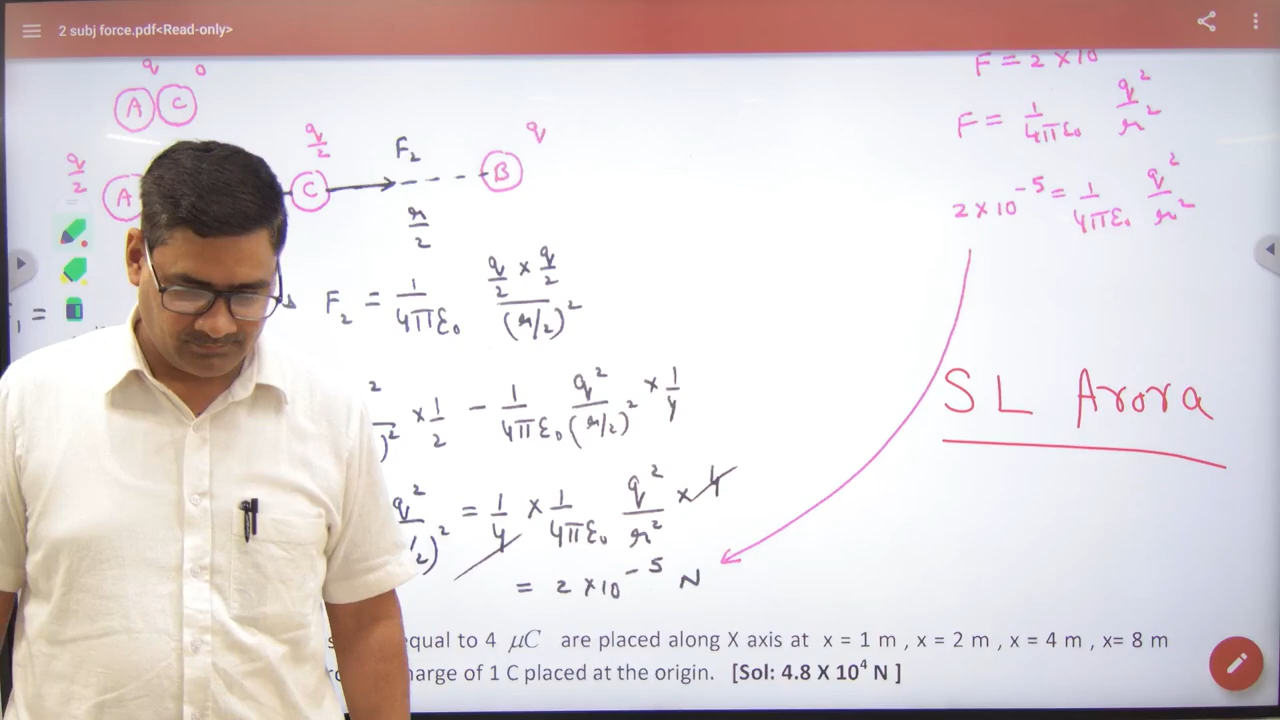 2 subj force.pdf<Read-only>
q 0
A C
q/2 A
q/2 C F₂ B q
r/2
F₂ = 1/4πε₀ (q/2 × q/2)/(r/2)²
× 1/2 − 1/4πε₀ q²/(r/2)² × 1/4
q² = 1/4 × 1/4πε₀ q²/r² × 4
= 2 × 10⁻⁵ N
F = 2 × 10
F = 1/4πε₀ q²/r²
2 × 10⁻⁵ = 1/4πε₀ q²/r²
SL Arora
equal to 4 μC are placed along X axis at x = 1 m , x = 2 m , x = 4 m , x= 8 m
of 1 C placed at the origin. [Sol: 4.8 X 10⁴ N ]